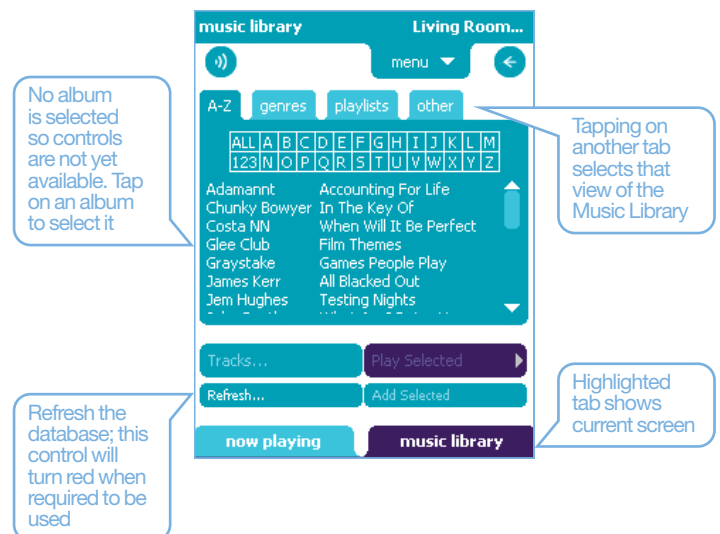 music library Living Room...
menu
A-Z genres playlists other
ALL A B C D E F G H I J K L M
123 N O P Q R S T U V W X Y Z
Adamannt Accounting For Life
Chunky Bowyer In The Key Of
Costa NN When Will It Be Perfect
Glee Club Film Themes
Graystake Games People Play
James Kerr All Blacked Out
Jem Hughes Testing Nights
Tracks... Play Selected
Refresh... Add Selected
now playing music library
No album
is selected
so controls
are not yet
available. Tap
on an album
to select it
Tapping on
another tab
selects that
view of the
Music Library
Refresh the
database; this
control will
turn red when
required to be
used
Highlighted
tab shows
current screen